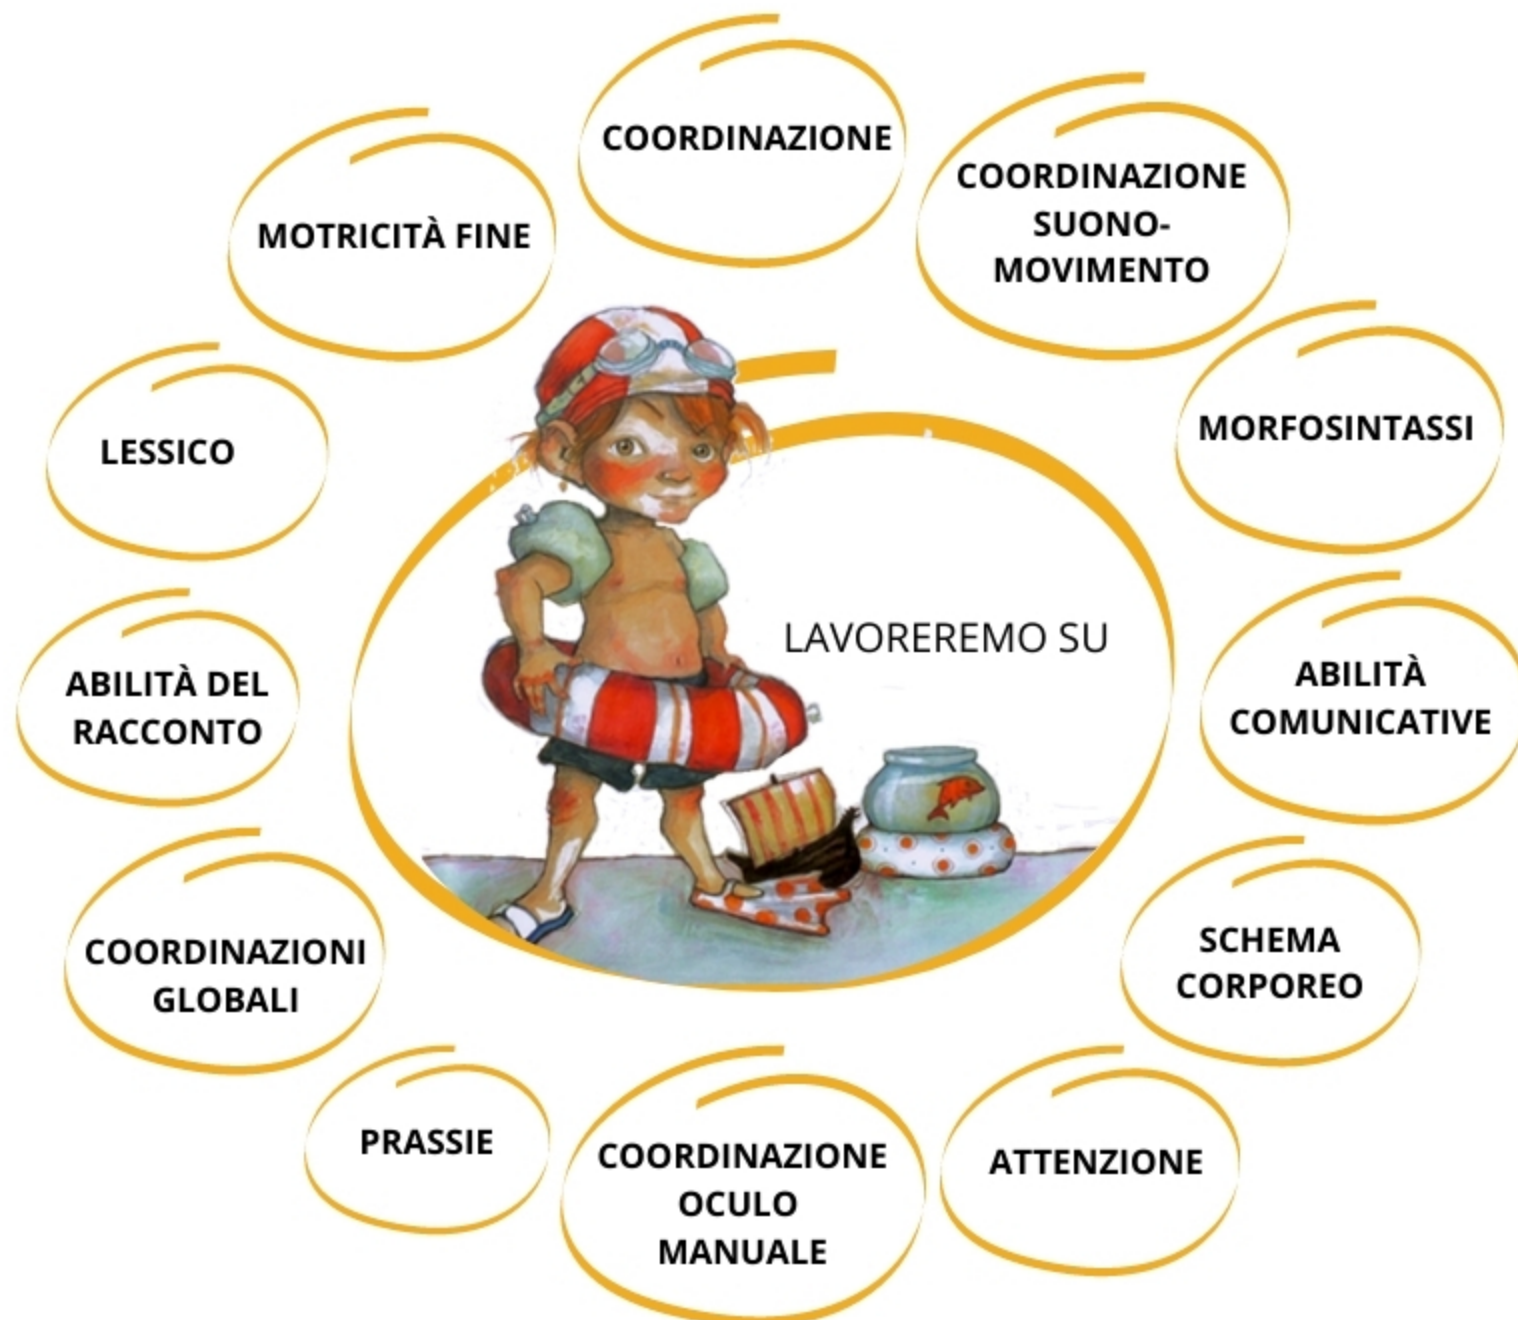 COORDINAZIONE
COORDINAZIONE
SUONO-
MOVIMENTO
MOTRICITÀ FINE
MORFOSINTASSI
LESSICO
LAVOREREMO SU
ABILITÀ DEL
RACCONTO
ABILITÀ
COMUNICATIVE
COORDINAZIONI
GLOBALI
SCHEMA
CORPOREO
PRASSIE
COORDINAZIONE
OCULO
MANUALE
ATTENZIONE